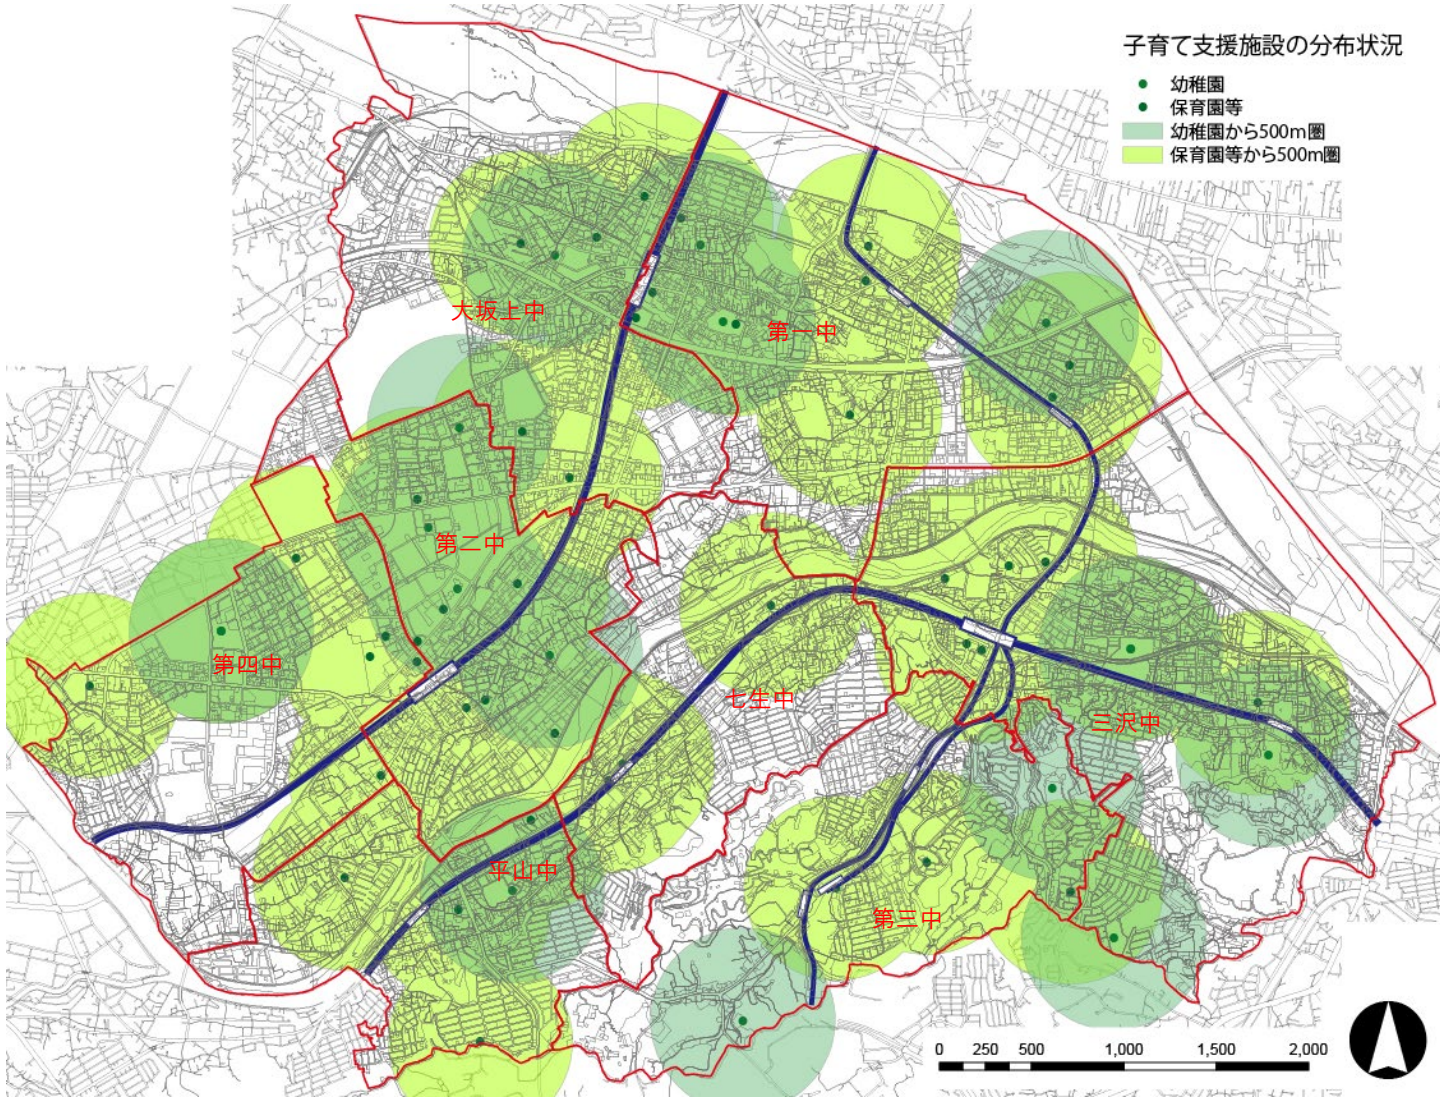 子育て支援施設の分布状況
幼稚園
保育園等
幼稚園から500m圏
保育園等から500m圏
大坂上中
第一中
第二中
第四中
七生中
三沢中
平山中
第三中
0 250 500 1,000 1,500 2,000